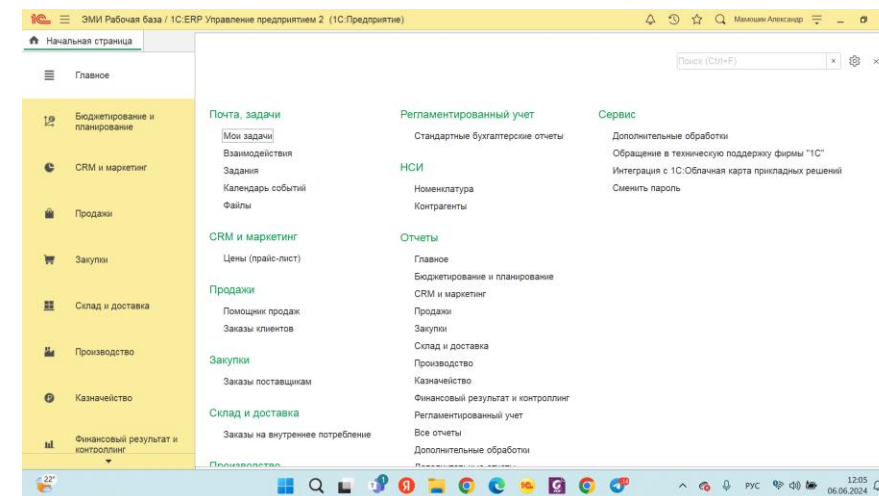 1С ЭМИ Рабочая база / 1С:ERP Управление предприятием 2 (1С:Предприятие) Мамошин Александр
Начальная страница
Поиск (Ctrl+F)
Главное
Бюджетирование и
планирование
CRM и маркетинг
Продажи
Закупки
Склад и доставка
Производство
Казначейство
Финансовый результат и
контроллинг
Почта, задачи
Мои задачи
Взаимодействия
Задания
Календарь событий
Файлы
CRM и маркетинг
Цены (прайс-лист)
Продажи
Помощник продаж
Заказы клиентов
Закупки
Заказы поставщикам
Склад и доставка
Заказы на внутреннее потребление
Производство
Регламентированный учет
Стандартные бухгалтерские отчеты
НСИ
Номенклатура
Контрагенты
Отчеты
Главное
Бюджетирование и планирование
CRM и маркетинг
Продажи
Закупки
Склад и доставка
Производство
Казначейство
Финансовый результат и контроллинг
Регламентированный учет
Все отчеты
Дополнительные обработки
Дополнительные отчеты
Сервис
Дополнительные обработки
Обращение в техническую поддержку фирмы "1С"
Интеграция с 1С:Облачная карта прикладных решений
Сменить пароль
22°
РУС
12:05
06.06.2024